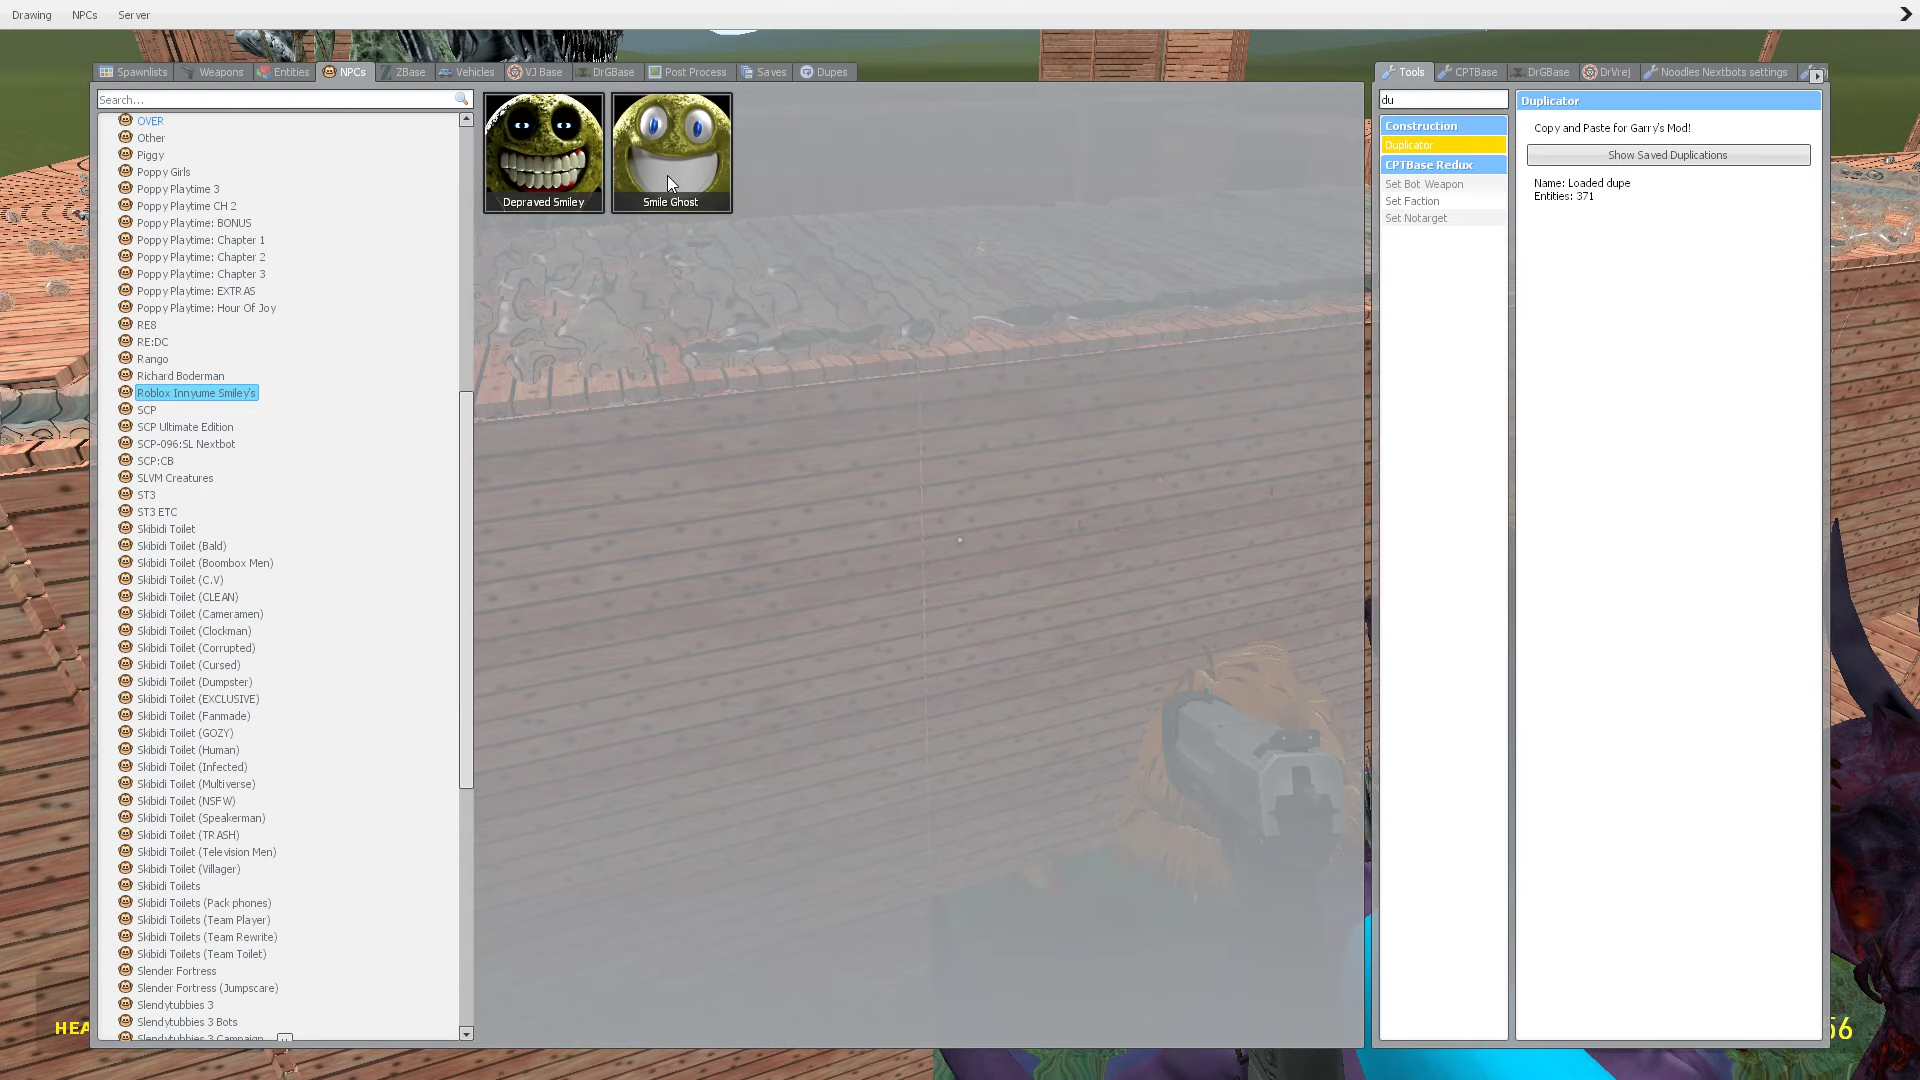 Drawing NPCs Server
Spawnlists Weapons Entities NPCs ZBase Vehicles VJ Base DrGBase Post Process Saves Dupes
Search...
OVER
Other
Piggy
Poppy Girls
Poppy Playtime 3
Poppy Playtime CH 2
Poppy Playtime: BONUS
Poppy Playtime: Chapter 1
Poppy Playtime: Chapter 2
Poppy Playtime: Chapter 3
Poppy Playtime: EXTRAS
Poppy Playtime: Hour Of Joy
RE8
RE:DC
Rango
Richard Boderman
Roblox Innyume Smiley's
SCP
SCP Ultimate Edition
SCP-096:SL Nextbot
SCP:CB
SLVM Creatures
ST3
ST3 ETC
Skibidi Toilet
Skibidi Toilet (Bald)
Skibidi Toilet (Boombox Men)
Skibidi Toilet (C.V)
Skibidi Toilet (CLEAN)
Skibidi Toilet (Cameramen)
Skibidi Toilet (Clockman)
Skibidi Toilet (Corrupted)
Skibidi Toilet (Cursed)
Skibidi Toilet (Dumpster)
Skibidi Toilet (EXCLUSIVE)
Skibidi Toilet (Fanmade)
Skibidi Toilet (GOZY)
Skibidi Toilet (Human)
Skibidi Toilet (Infected)
Skibidi Toilet (Multiverse)
Skibidi Toilet (NSFW)
Skibidi Toilet (Speakerman)
Skibidi Toilet (TRASH)
Skibidi Toilet (Television Men)
Skibidi Toilet (Villager)
Skibidi Toilets
Skibidi Toilets (Pack phones)
Skibidi Toilets (Team Player)
Skibidi Toilets (Team Rewrite)
Skibidi Toilets (Team Toilet)
Slender Fortress
Slender Fortress (Jumpscare)
Slendytubbies 3
Slendytubbies 3 Bots
Slendytubbies 3 Campaign
Depraved Smiley
Smile Ghost
Tools CPTBase DrGBase DrVrej Noodles Nextbots settings
du
Construction
Duplicator
CPTBase Redux
Set Bot Weapon
Set Faction
Set Notarget
Duplicator
Copy and Paste for Garry's Mod!
Show Saved Duplications
Name: Loaded dupe
Entities: 371
HEA
56